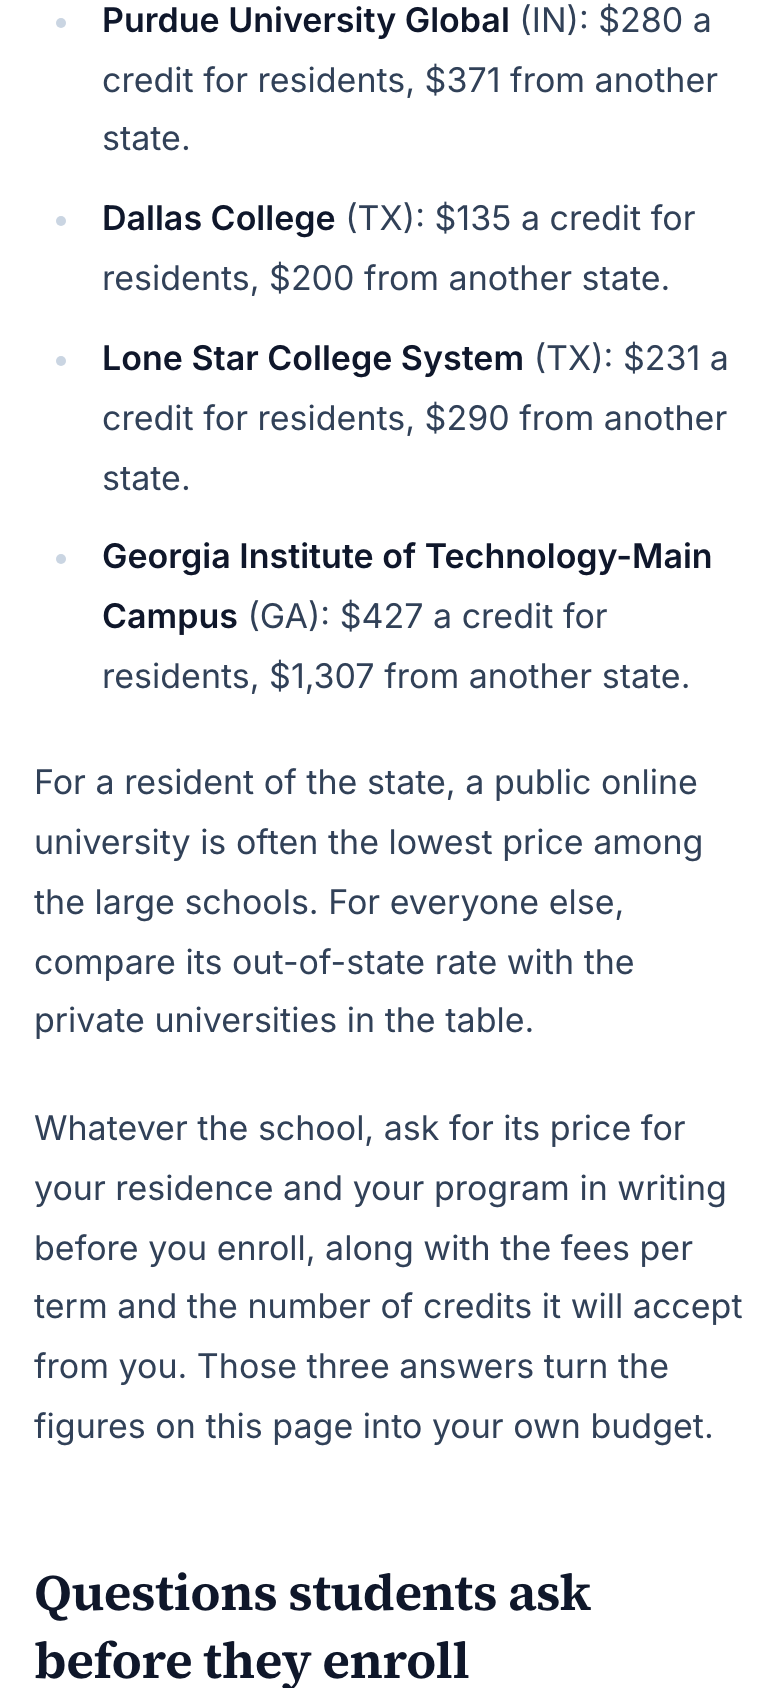 Purdue University Global (IN): $280 a
credit for residents, $371 from another
state.
Dallas College (TX): $135 a credit for
residents, $200 from another state.
Lone Star College System (TX): $231 a
credit for residents, $290 from another
state.
Georgia Institute of Technology-Main
Campus (GA): $427 a credit for
residents, $1,307 from another state.
For a resident of the state, a public online
university is often the lowest price among
the large schools. For everyone else,
compare its out-of-state rate with the
private universities in the table.
Whatever the school, ask for its price for
your residence and your program in writing
before you enroll, along with the fees per
term and the number of credits it will accept
from you. Those three answers turn the
figures on this page into your own budget.
Questions students ask
before they enroll